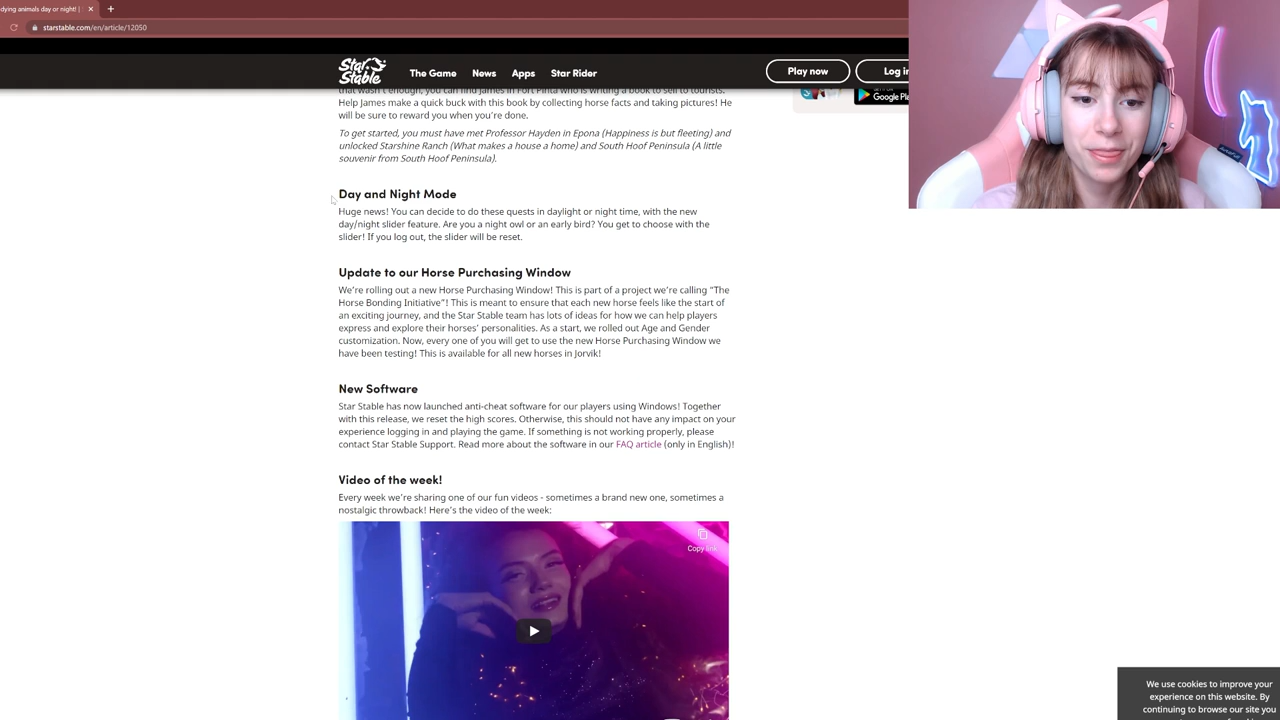 dying animals day or night! |
starstable.com/en/article/12050
Star Stable
The Game
News
Apps
Star Rider
Play now
Log in
Google Pla
that wasn't enough, you can find James in Fort Pinta who is writing a book to sell to tourists.
Help James make a quick buck with this book by collecting horse facts and taking pictures! He
will be sure to reward you when you're done.
To get started, you must have met Professor Hayden in Epona (Happiness is but fleeting) and
unlocked Starshine Ranch (What makes a house a home) and South Hoof Peninsula (A little
souvenir from South Hoof Peninsula).
Day and Night Mode
Huge news! You can decide to do these quests in daylight or night time, with the new
day/night slider feature. Are you a night owl or an early bird? You get to choose with the
slider! If you log out, the slider will be reset.
Update to our Horse Purchasing Window
We're rolling out a new Horse Purchasing Window! This is part of a project we're calling "The
Horse Bonding Initiative"! This is meant to ensure that each new horse feels like the start of
an exciting journey, and the Star Stable team has lots of ideas for how we can help players
express and explore their horses' personalities. As a start, we rolled out Age and Gender
customization. Now, every one of you will get to use the new Horse Purchasing Window we
have been testing! This is available for all new horses in Jorvik!
New Software
Star Stable has now launched anti-cheat software for our players using Windows! Together
with this release, we reset the high scores. Otherwise, this should not have any impact on your
experience logging in and playing the game. If something is not working properly, please
contact Star Stable Support. Read more about the software in our FAQ article (only in English)!
Video of the week!
Every week we're sharing one of our fun videos - sometimes a brand new one, sometimes a
nostalgic throwback! Here's the video of the week:
Copy link
We use cookies to improve your
experience on this website. By
continuing to browse our site you